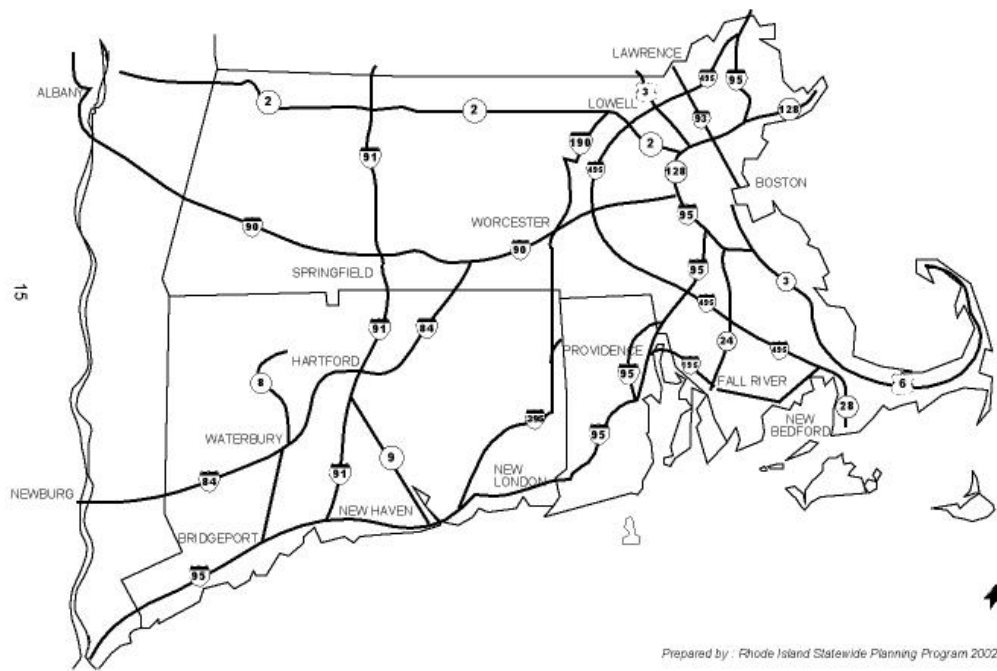 LAWRENCE
495
95
ALBANY
3
LOWELL
2
2
93
128
190
2
91
495
128
BOSTON
95
WORCESTER
90
90
SPRINGFIELD
95
3
15
495
91
84
24
HARTFORD
PROVIDENCE
195
495
8
95
FALL RIVER
6
28
NEW
BEDFORD
395
WATERBURY
95
9
91
NEW
LONDON
84
NEWBURG
NEW HAVEN
BRIDGEPORT
95
Prepared by : Rhode Island Statewide Planning Program 2002